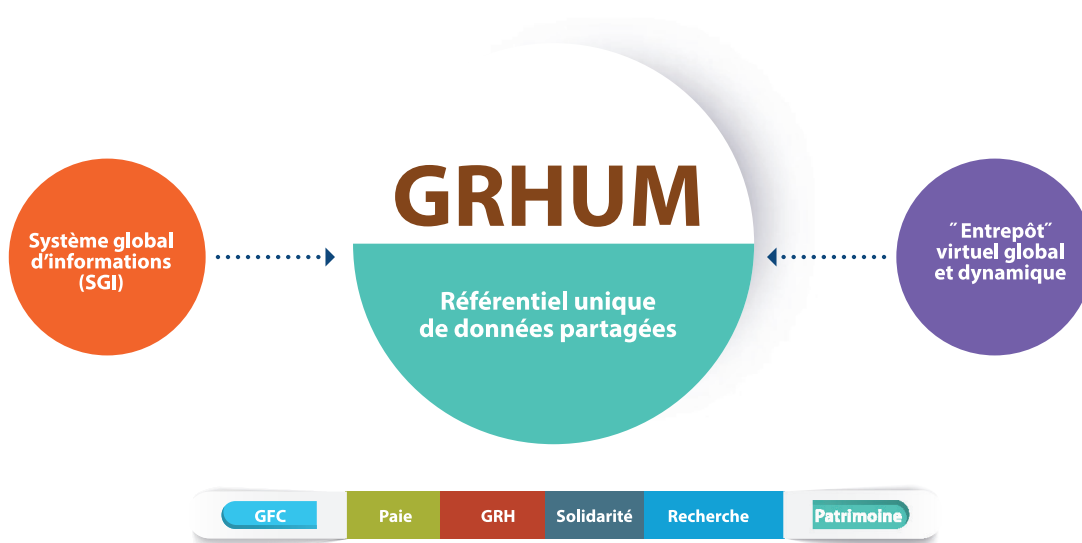 GRHUM
Système global
d'informations
(SGI)
Référentiel unique
de données partagées
˝Entrepôt˝
virtuel global
et dynamique
GFC
Paie
GRH
Solidarité
Recherche
Patrimoine